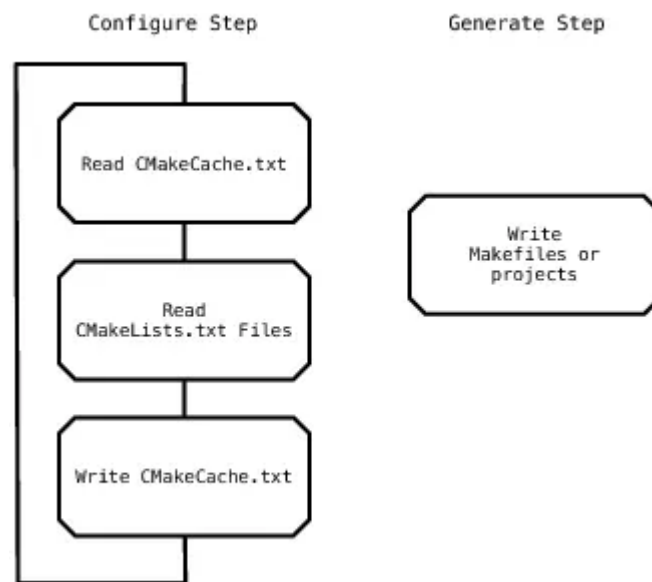 Configure Step
Generate Step
Read CMakeCache.txt
Read
CMakeLists.txt Files
Write CMakeCache.txt
Write
Makefiles or
projects